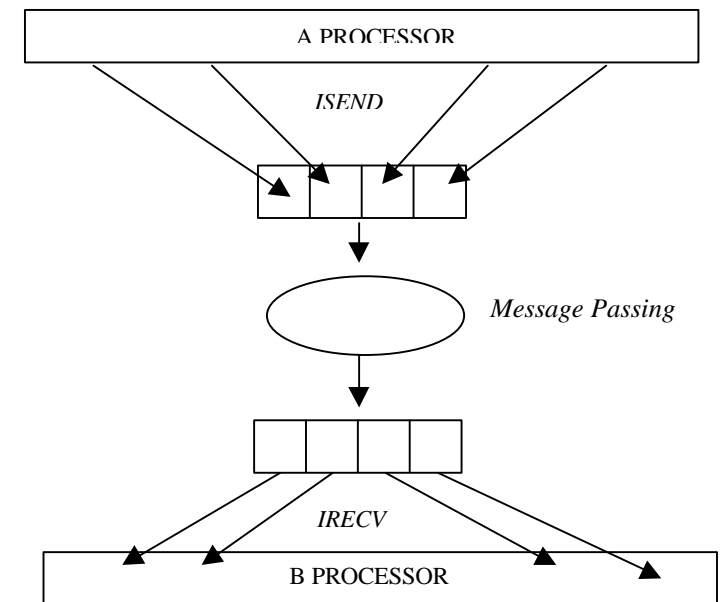 A PROCESSOR
ISEND
Message Passing
IRECV
B PROCESSOR